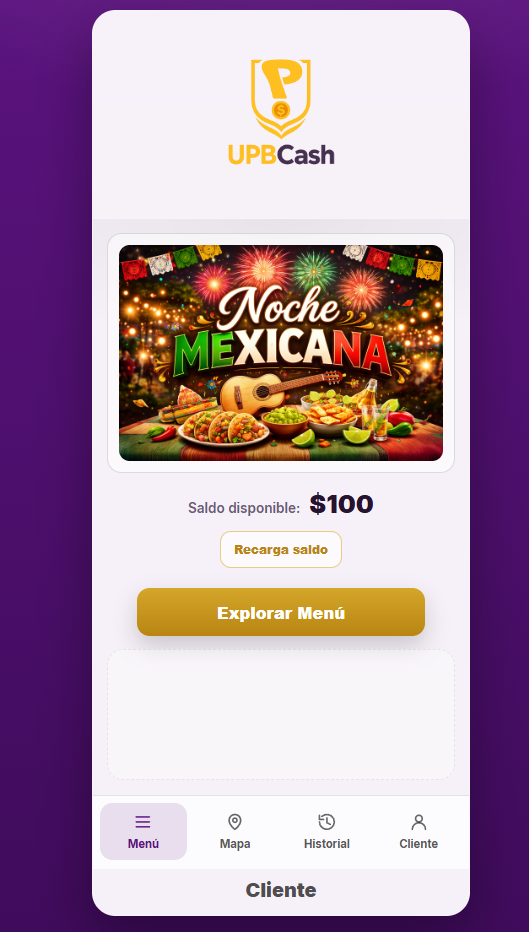 UPBCash
Noche
MEXICANA
Saldo disponible: $100
Recarga saldo
Explorar Menú
Menú Mapa Historial Cliente
Cliente